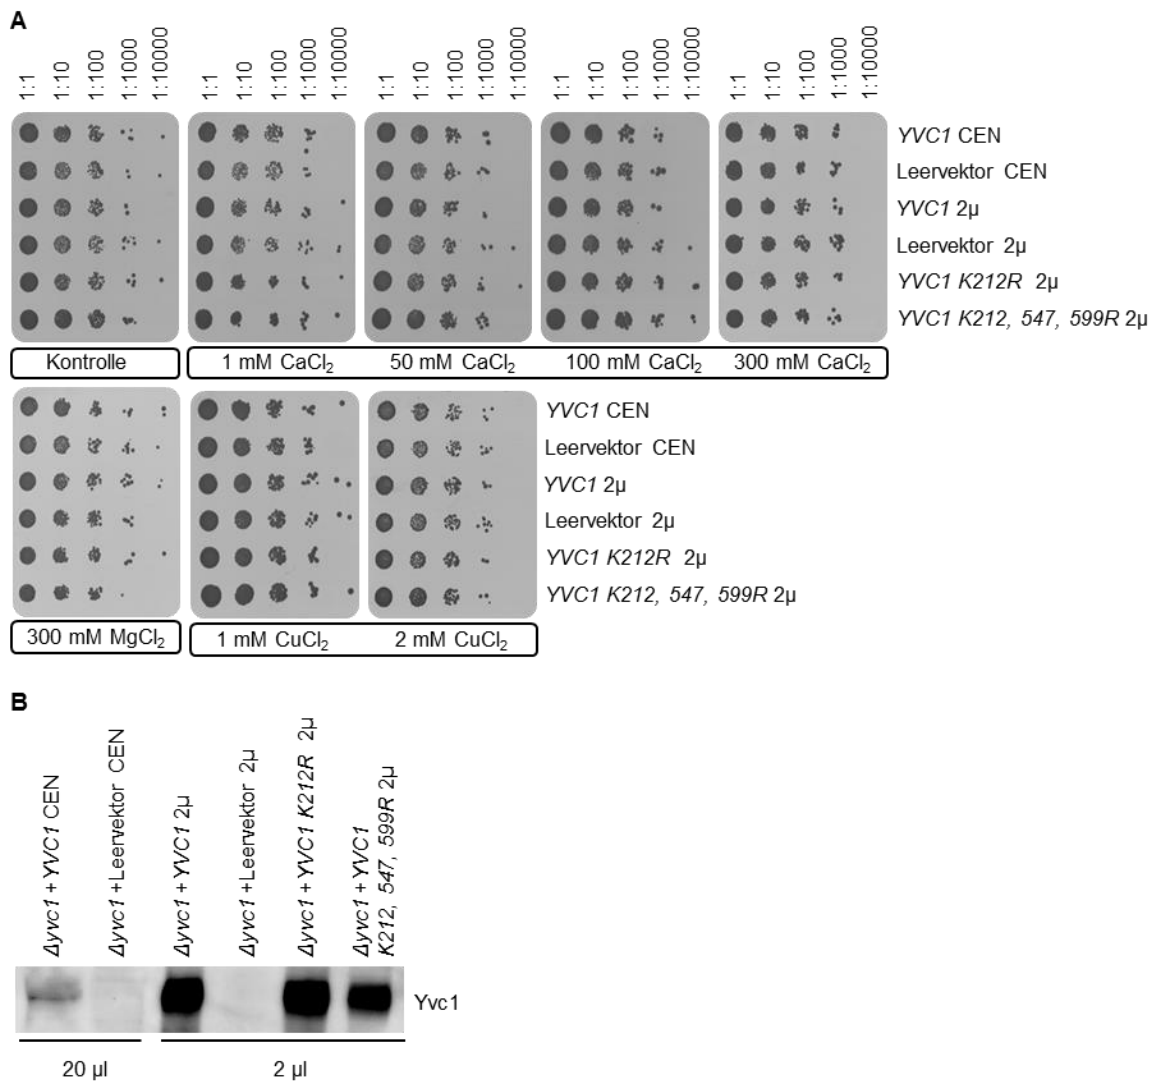 A
1:1 1:10 1:100 1:1000 1:10000 1:1 1:10 1:100 1:1000 1:10000 1:1 1:10 1:100 1:1000 1:10000 1:1 1:10 1:100 1:1000 1:10000 1:1 1:10 1:100 1:1000 1:10000
YVC1 CEN
Leervektor CEN
YVC1 2µ
Leervektor 2µ
YVC1 K212R 2µ
YVC1 K212, 547, 599R 2µ
Kontrolle 1 mM CaCl₂ 50 mM CaCl₂ 100 mM CaCl₂ 300 mM CaCl₂
YVC1 CEN
Leervektor CEN
YVC1 2µ
Leervektor 2µ
YVC1 K212R 2µ
YVC1 K212, 547, 599R 2µ
300 mM MgCl₂ 1 mM CuCl₂ 2 mM CuCl₂
B
Δyvc1 + YVC1 CEN
Δyvc1 +Leervektor CEN
Δyvc1 + YVC1 2µ
Δyvc1 +Leervektor 2µ
Δyvc1 + YVC1 K212R 2µ
Δyvc1 + YVC1
K212, 547, 599R 2µ
Yvc1
20 µl 2 µl